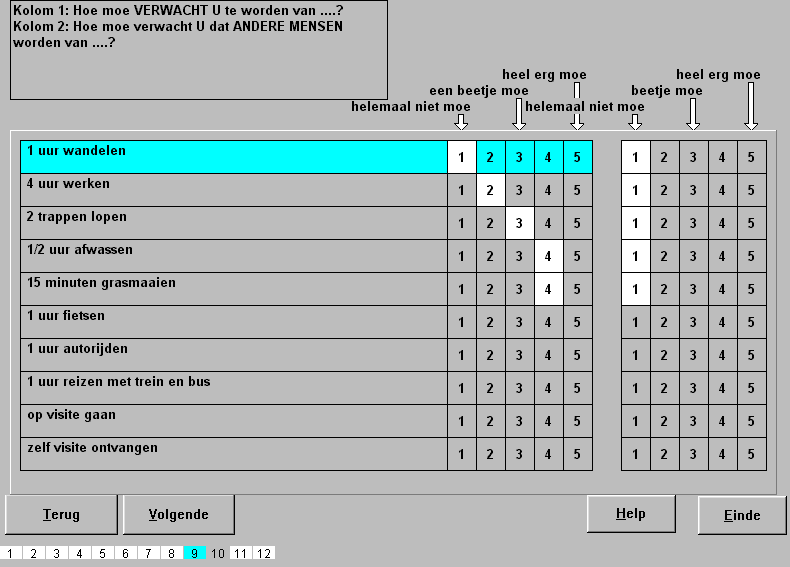 Kolom 1: Hoe moe VERWACHT U te worden van ....?
Kolom 2: Hoe moe verwacht U dat ANDERE MENSEN
worden van ....?
heel erg moe heel erg moe
een beetje moe beetje moe
helemaal niet moe helemaal niet moe
1 uur wandelen 1 2 3 4 5 1 2 3 4 5
4 uur werken 1 2 3 4 5 1 2 3 4 5
2 trappen lopen 1 2 3 4 5 1 2 3 4 5
1/2 uur afwassen 1 2 3 4 5 1 2 3 4 5
15 minuten grasmaaien 1 2 3 4 5 1 2 3 4 5
1 uur fietsen 1 2 3 4 5 1 2 3 4 5
1 uur autorijden 1 2 3 4 5 1 2 3 4 5
1 uur reizen met trein en bus 1 2 3 4 5 1 2 3 4 5
op visite gaan 1 2 3 4 5 1 2 3 4 5
zelf visite ontvangen 1 2 3 4 5 1 2 3 4 5
Terug Volgende Help Einde
1 2 3 4 5 6 7 8 9 10 11 12